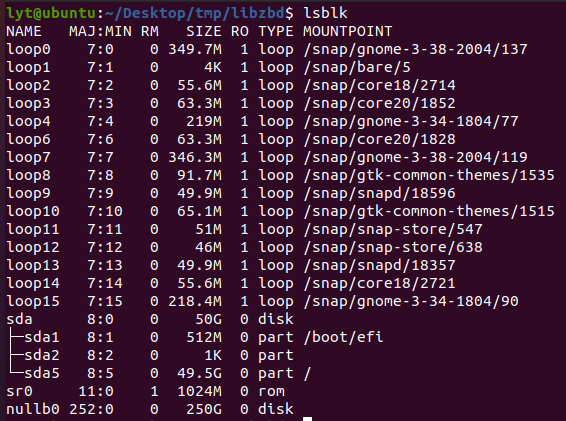 lyt@ubuntu:~/Desktop/tmp/libzbd$ lsblk
NAME   MAJ:MIN RM   SIZE RO TYPE MOUNTPOINT
loop0    7:0    0 349.7M  1 loop /snap/gnome-3-38-2004/137
loop1    7:1    0     4K  1 loop /snap/bare/5
loop2    7:2    0  55.6M  1 loop /snap/core18/2714
loop3    7:3    0  63.3M  1 loop /snap/core20/1852
loop4    7:4    0   219M  1 loop /snap/gnome-3-34-1804/77
loop6    7:6    0  63.3M  1 loop /snap/core20/1828
loop7    7:7    0 346.3M  1 loop /snap/gnome-3-38-2004/119
loop8    7:8    0  91.7M  1 loop /snap/gtk-common-themes/1535
loop9    7:9    0  49.9M  1 loop /snap/snapd/18596
loop10   7:10   0  65.1M  1 loop /snap/gtk-common-themes/1515
loop11   7:11   0    51M  1 loop /snap/snap-store/547
loop12   7:12   0    46M  1 loop /snap/snap-store/638
loop13   7:13   0  49.9M  1 loop /snap/snapd/18357
loop14   7:14   0  55.6M  1 loop /snap/core18/2721
loop15   7:15   0 218.4M  1 loop /snap/gnome-3-34-1804/90
sda      8:0    0    50G  0 disk
├─sda1   8:1    0   512M  0 part /boot/efi
├─sda2   8:2    0     1K  0 part
└─sda5   8:5    0  49.5G  0 part /
sr0     11:0    1  1024M  0 rom
nullb0 252:0    0   250G  0 disk